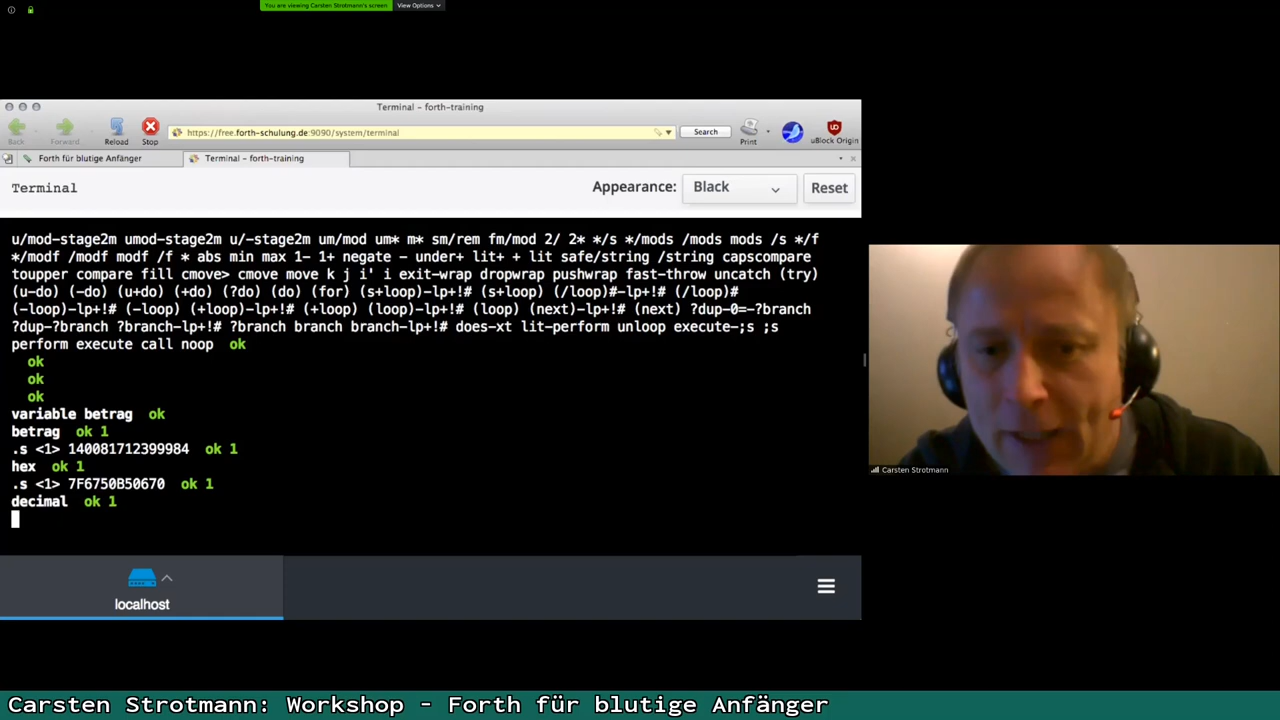 You are viewing Carsten Strotmann's screen
View Options
Terminal - forth-training
https://free.forth-schulung.de:9090/system/terminal
Search
Back
Forward
Reload
Stop
Print
uBlock Origin
Forth für blutige Anfänger
Terminal - forth-training
Terminal
Appearance:
Black
Reset
u/mod-stage2m umod-stage2m u/-stage2m um/mod um* m* sm/rem fm/mod 2/ 2* */s */mods /mods mods /s */f
*/modf /modf modf /f * abs min max 1- 1+ negate - under+ lit+ + lit safe/string /string capscompare
toupper compare fill cmove> cmove move k j i' i exit-wrap dropwrap pushwrap fast-throw uncatch (try)
(u-do) (-do) (u+do) (+do) (?do) (do) (for) (s+loop)-lp+!# (s+loop) (/loop)#-lp+!# (/loop)#
(-loop)-lp+!# (-loop) (+loop)-lp+!# (+loop) (loop)-lp+!# (loop) (next)-lp+!# (next) ?dup-0=-?branch
?dup-?branch ?branch-lp+!# ?branch branch branch-lp+!# does-xt lit-perform unloop execute-;s ;s
perform execute call noop ok
ok
ok
ok
variable betrag ok
betrag ok 1
.s <1> 140081712399984 ok 1
hex ok 1
.s <1> 7F6750B50670 ok 1
decimal ok 1
localhost
Carsten Strotmann
Carsten Strotmann: Workshop - Forth für blutige Anfänger